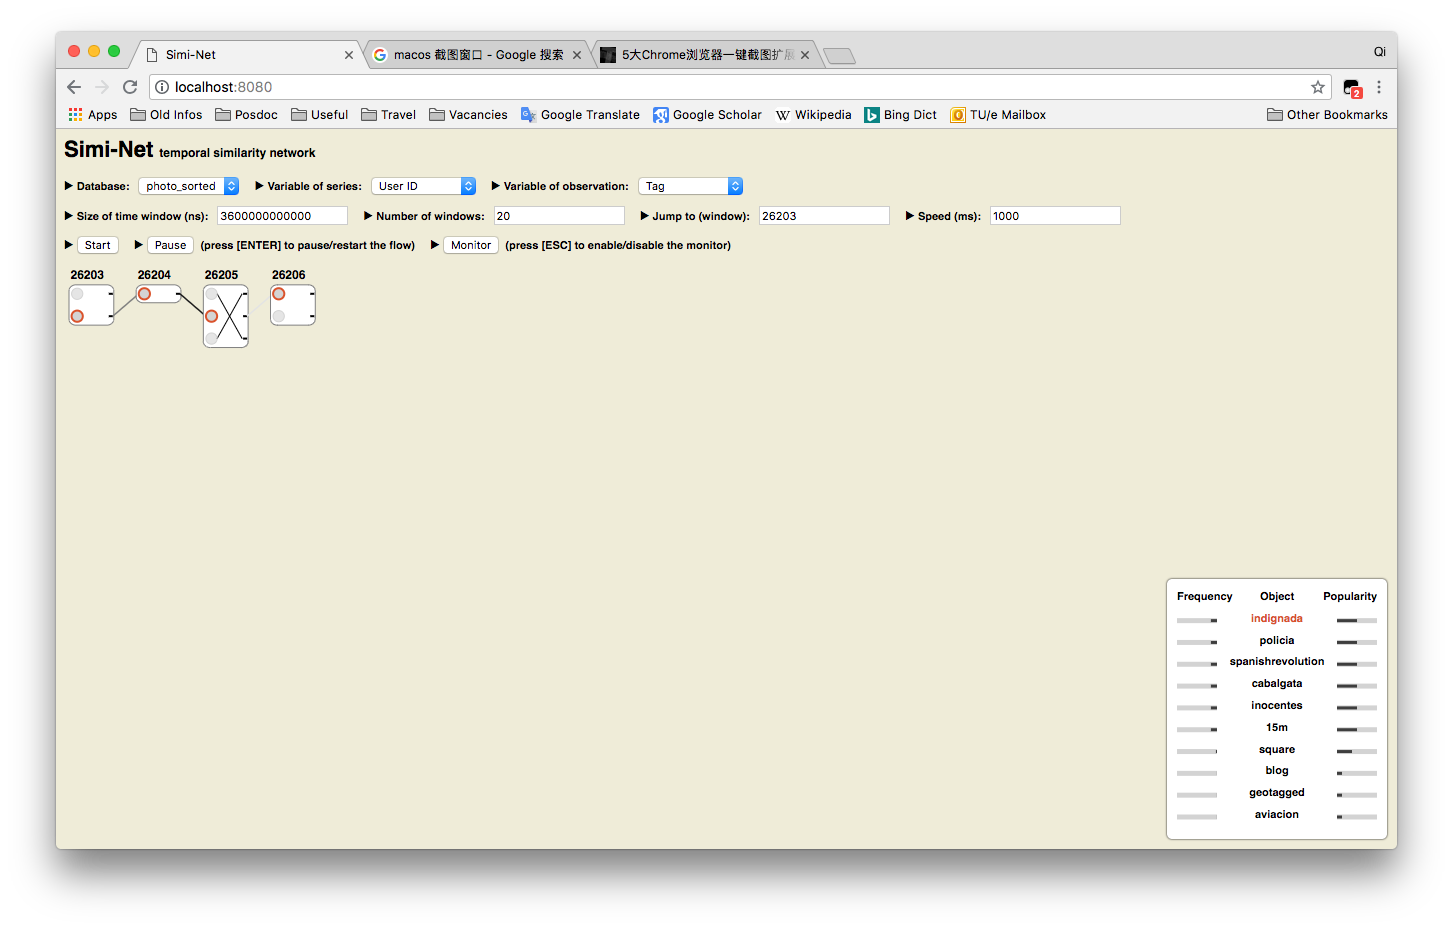 Simi-Net
macos 截图窗口 - Google 搜索
5大Chrome浏览器一键截图扩展
Qi
localhost:8080
2
Apps Old Infos Posdoc Useful Travel Vacancies Google Translate Google Scholar Wikipedia Bing Dict TU/e Mailbox Other Bookmarks
Simi-Net temporal similarity network
Database: photo_sorted Variable of series: User ID Variable of observation: Tag
Size of time window (ns): 3600000000000 Number of windows: 20 Jump to (window): 26203 Speed (ms): 1000
Start Pause (press [ENTER] to pause/restart the flow) Monitor (press [ESC] to enable/disable the monitor)
26203 26204 26205 26206
Frequency Object Popularity
indignada
policia
spanishrevolution
cabalgata
inocentes
15m
square
blog
geotagged
aviacion